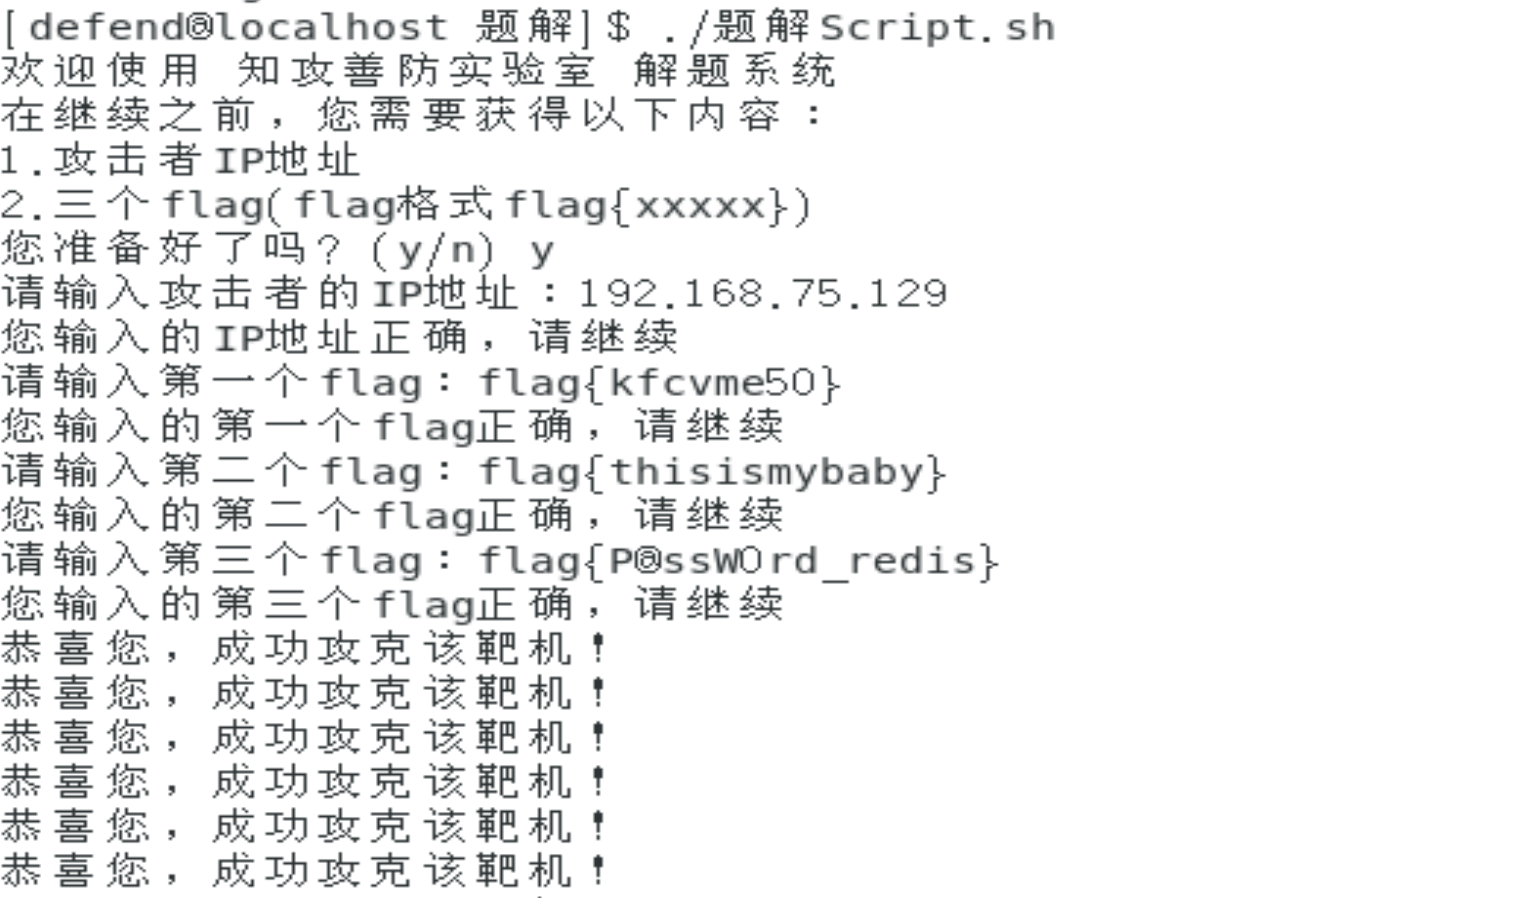 [defend@localhost 题解]$ ./题解Script.sh
欢迎使用 知攻善防实验室 解题系统
在继续之前，您需要获得以下内容：
1.攻击者IP地址
2.三个flag(flag格式flag{xxxxx})
您准备好了吗？(y/n) y
请输入攻击者的IP地址：192.168.75.129
您输入的IP地址正确，请继续
请输入第一个flag：flag{kfcvme50}
您输入的第一个flag正确，请继续
请输入第二个flag：flag{thisismybaby}
您输入的第二个flag正确，请继续
请输入第三个flag：flag{P@ssW0rd_redis}
您输入的第三个flag正确，请继续
恭喜您，成功攻克该靶机！
恭喜您，成功攻克该靶机！
恭喜您，成功攻克该靶机！
恭喜您，成功攻克该靶机！
恭喜您，成功攻克该靶机！
恭喜您，成功攻克该靶机！